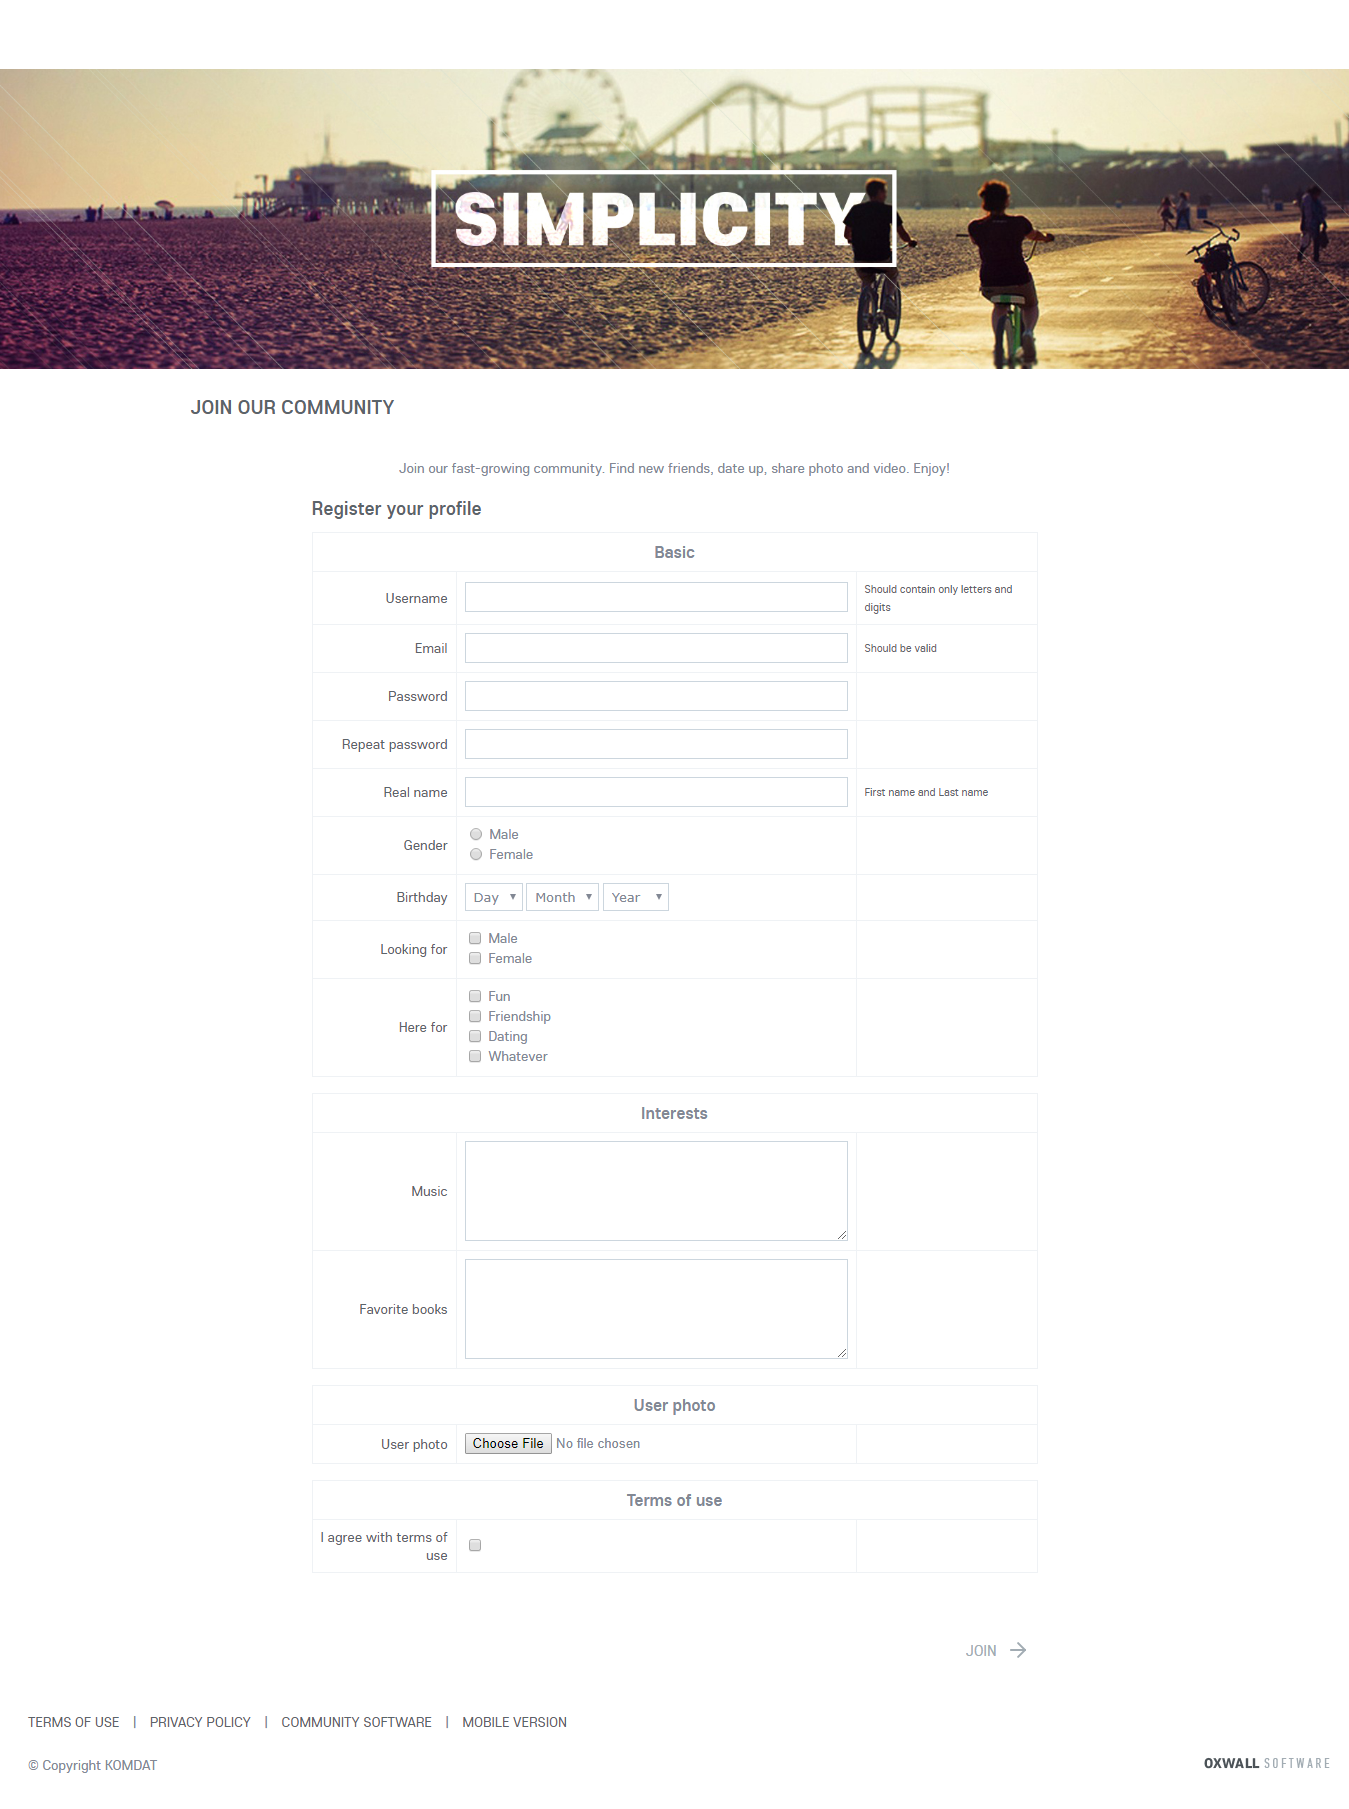 SIMPLICITY
JOIN OUR COMMUNITY
Join our fast-growing community. Find new friends, date up, share photo and video. Enjoy!
Register your profile
Basic
Username
Should contain only letters and
digits
Email
Should be valid
Password
Repeat password
Real name
First name and Last name
Gender
Male
Female
Birthday
Day
Month
Year
Looking for
Male
Female
Here for
Fun
Friendship
Dating
Whatever
Interests
Music
Favorite books
User photo
User photo
Choose File No file chosen
Terms of use
I agree with terms of
use
JOIN
TERMS OF USE | PRIVACY POLICY | COMMUNITY SOFTWARE | MOBILE VERSION
© Copyright KOMDAT
OXWALL SOFTWARE